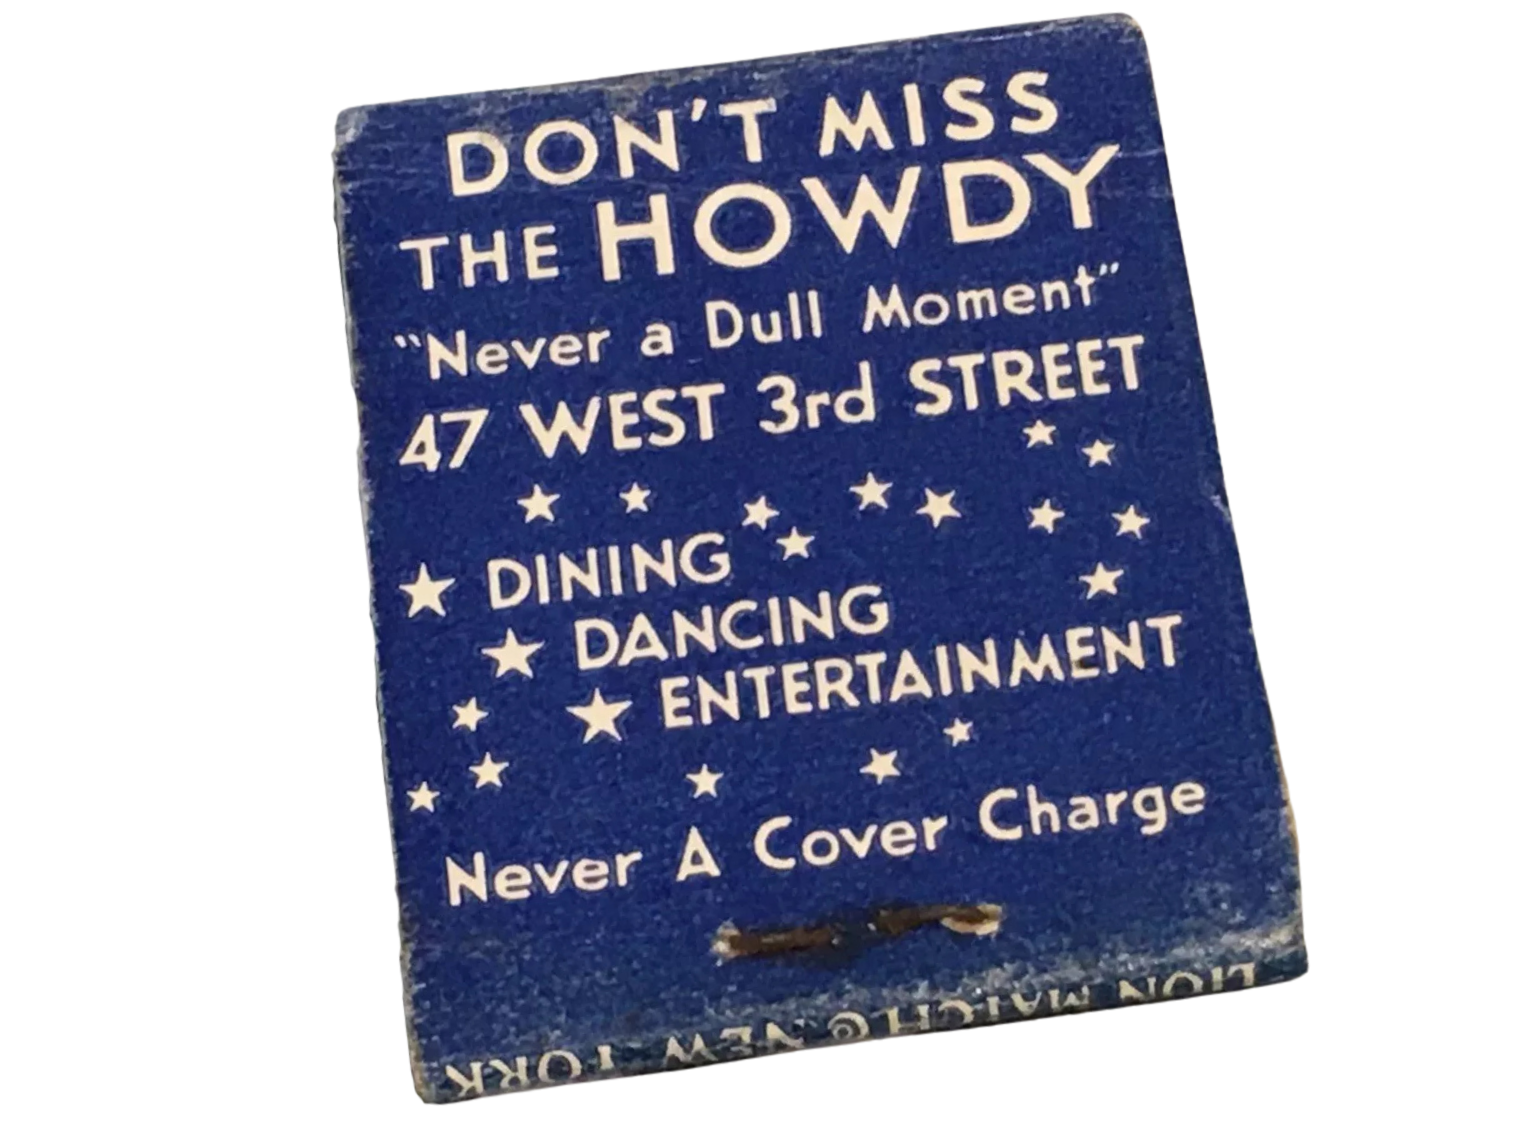 DON'T MISS
THE HOWDY
"Never a Dull Moment"
47 WEST 3rd STREET
DINING
DANCING
ENTERTAINMENT
Never A Cover Charge
LION MATCH CO NEW YORK